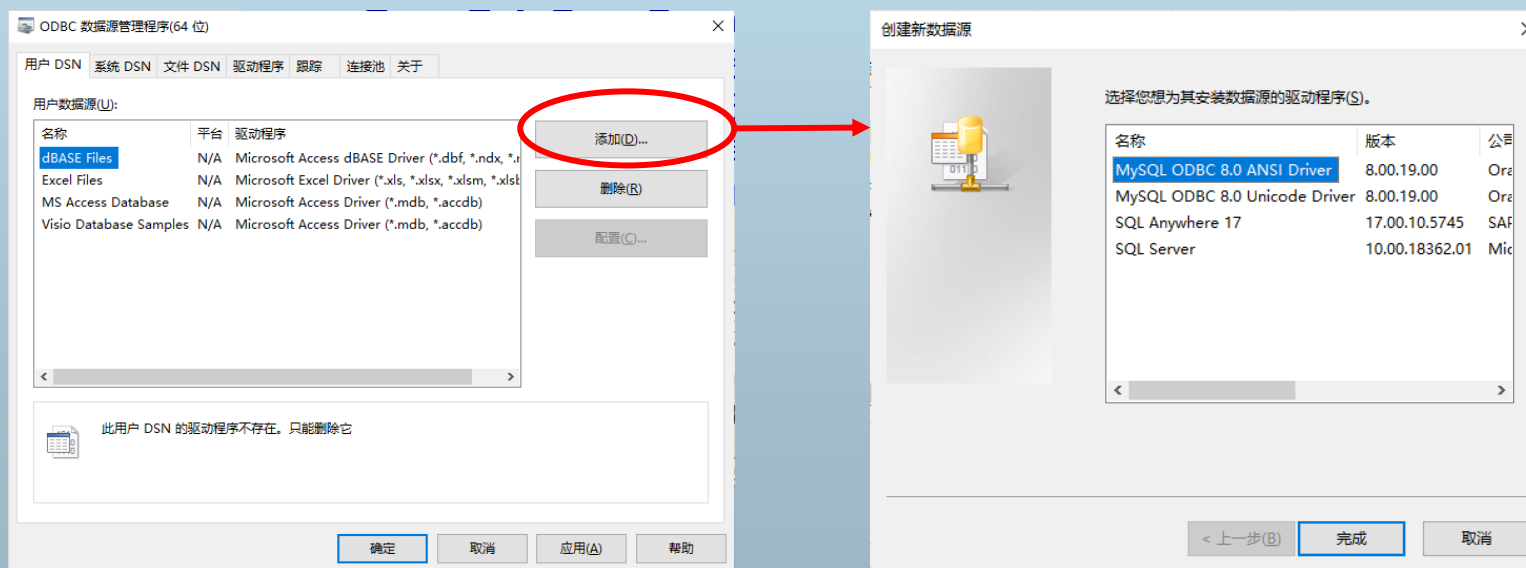 ODBC 数据源管理程序(64 位)
用户 DSN 系统 DSN 文件 DSN 驱动程序 跟踪 连接池 关于
用户数据源(U):
名称 平台 驱动程序
dBASE Files N/A Microsoft Access dBASE Driver (*.dbf, *.ndx, *.
Excel Files N/A Microsoft Excel Driver (*.xls, *.xlsx, *.xlsm, *.xlsb
MS Access Database N/A Microsoft Access Driver (*.mdb, *.accdb)
Visio Database Samples N/A Microsoft Access Driver (*.mdb, *.accdb)
添加(D)...
删除(R)
配置(C)...
此用户 DSN 的驱动程序不存在。只能删除它
确定 取消 应用(A) 帮助
创建新数据源
选择您想为其安装数据源的驱动程序(S)。
名称 版本 公司
MySQL ODBC 8.0 ANSI Driver 8.00.19.00 Ora
MySQL ODBC 8.0 Unicode Driver 8.00.19.00 Ora
SQL Anywhere 17 17.00.10.5745 SAP
SQL Server 10.00.18362.01 Mic
011
< 上一步(B) 完成 取消